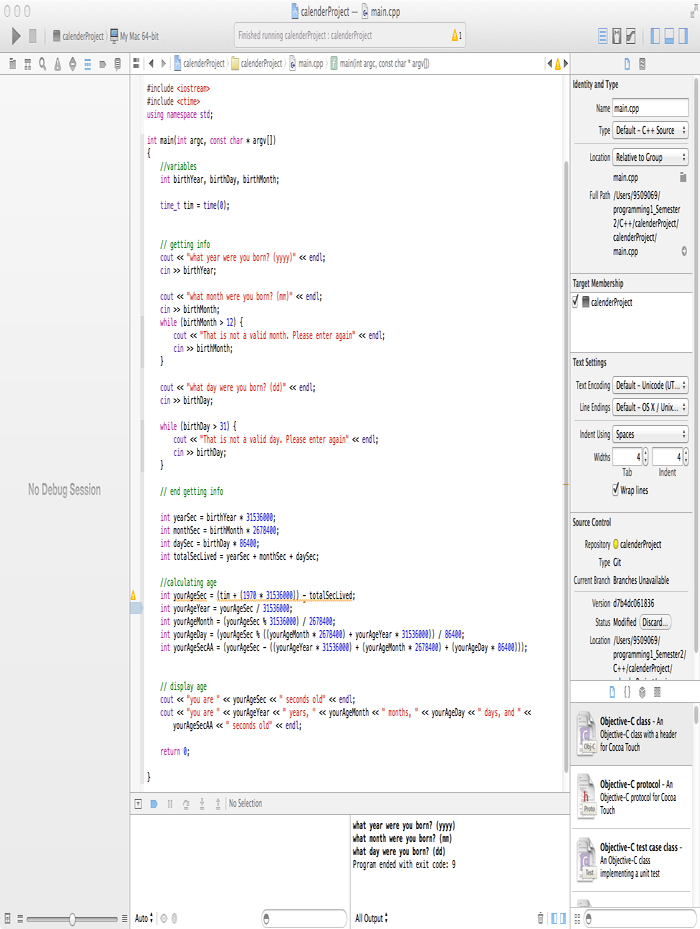 calenderProject — main.cpp
calenderProject › My Mac 64-bit
Finished running calenderProject : calenderProject
1
calenderProject › calenderProject › main.cpp › main(int argc, const char * argv[])
#include <iostream>
#include <ctime>
using namespace std;
int main(int argc, const char * argv[])
{
//variables
int birthYear, birthDay, birthMonth;
time_t tim = time(0);
// getting info
cout << "what year were you born? (yyyy)" << endl;
cin >> birthYear;
cout << "what month were you born? (mm)" << endl;
cin >> birthMonth;
while (birthMonth > 12) {
cout << "That is not a valid month. Please enter again" << endl;
cin >> birthMonth;
}
cout << "what day were you born? (dd)" << endl;
cin >> birthDay;
while (birthDay > 31) {
cout << "That is not a valid day. Please enter again" << endl;
cin >> birthDay;
}
// end getting info
int yearSec = birthYear * 31536000;
int monthSec = birthMonth * 2678400;
int daySec = birthDay * 86400;
int totalSecLived = yearSec + monthSec + daySec;
//calculating age
int yourAgeSec = (tim + (1970 * 31536000)) - totalSecLived;
int yourAgeYear = yourAgeSec / 31536000;
int yourAgeMonth = (yourAgeSec % 31536000) / 2678400;
int yourAgeDay = (yourAgeSec % ((yourAgeMonth * 2678400) + yourAgeYear * 31536000)) / 86400;
int yourAgeSecAA = (yourAgeSec - ((yourAgeYear * 31536000) + (yourAgeMonth * 2678400) + (yourAgeDay * 86400)));
// display age
cout << "you are " << yourAgeSec << " seconds old" << endl;
cout << "you are " << yourAgeYear << " years, " << yourAgeMonth << " months, " << yourAgeDay << " days, and " <<
yourAgeSecAA << " seconds old" << endl;
return 0;
}
No Debug Session
No Selection
what year were you born? (yyyy)
what month were you born? (mm)
what day were you born? (dd)
Program ended with exit code: 9
Auto
All Output
Identity and Type
Name main.cpp
Type Default - C++ Source
Location Relative to Group
main.cpp
Full Path /Users/9509069/
programming1_Semester
2/C++/calenderProject/
calenderProject/
main.cpp
Target Membership
calenderProject
Text Settings
Text Encoding Default - Unicode (UT...
Line Endings Default - OS X / Unix...
Indent Using Spaces
Widths 4 4
Tab Indent
Wrap lines
Source Control
Repository calenderProject
Type Git
Current Branch Branches Unavailable
Version d7b4dc061836
Status Modified Discard...
Location /Users/9509069/
programming1_Semester2/
C++/calenderProject/
{}
Objective-C class - An
Objective-C class with a header
for Cocoa Touch
Obj-C
Objective-C protocol - An
Objective-C protocol for Cocoa
Touch
Proto
Objective-C test case class -
An Objective-C class
implementing a unit test
Test